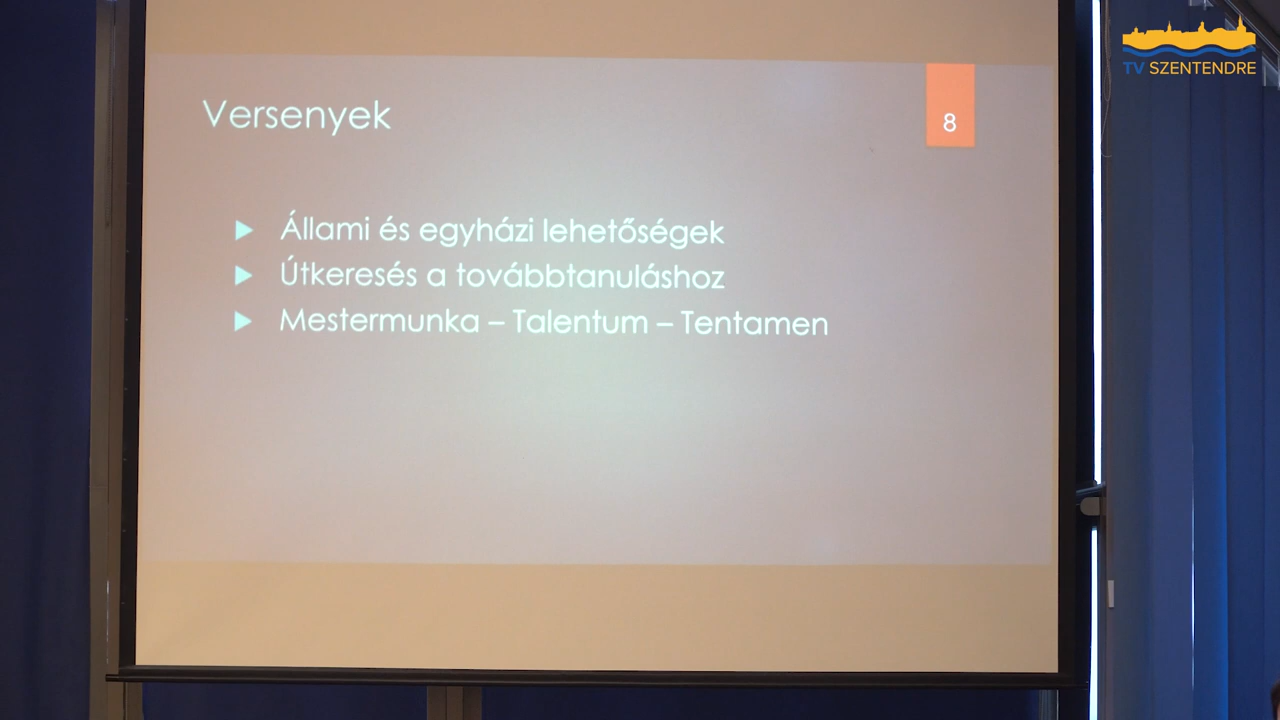 TV SZENTENDRE
Versenyek
8
Állami és egyházi lehetőségek
Útkeresés a továbbtanuláshoz
Mestermunka – Talentum – Tentamen